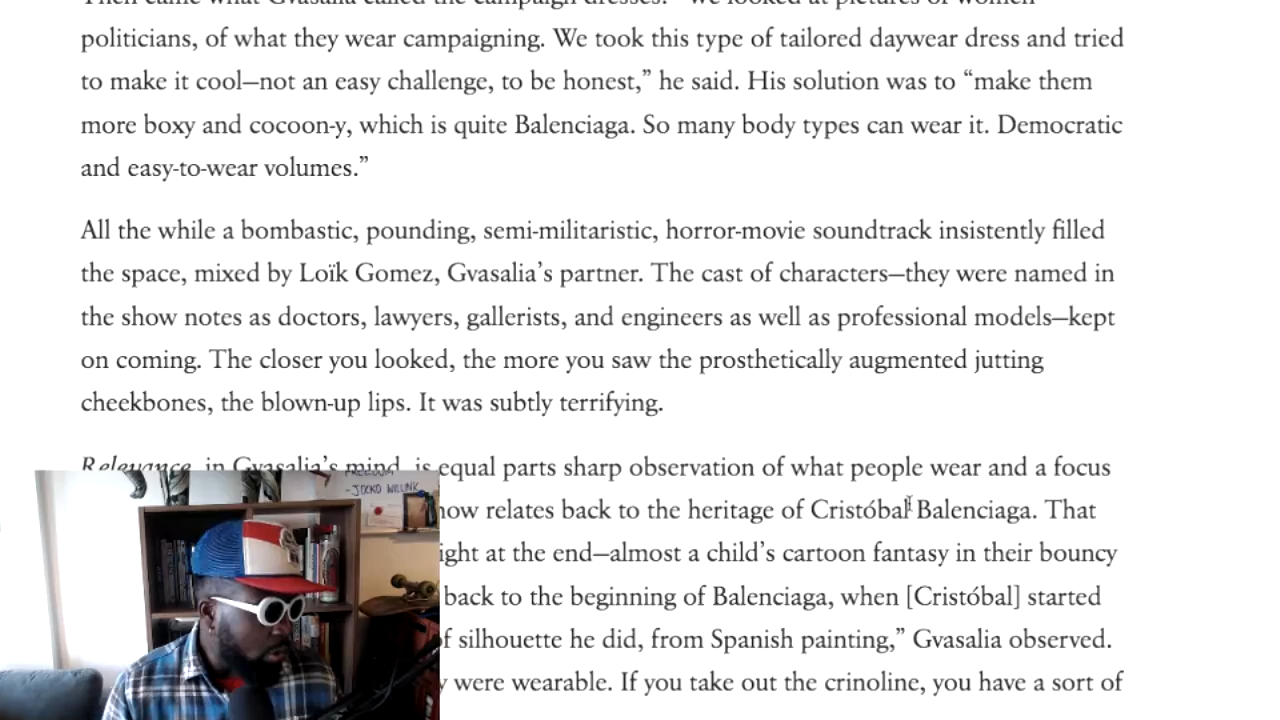 politicians, of what they wear campaigning. We took this type of tailored daywear dress and tried
to make it cool—not an easy challenge, to be honest,” he said. His solution was to “make them
more boxy and cocoon-y, which is quite Balenciaga. So many body types can wear it. Democratic
and easy-to-wear volumes.”
All the while a bombastic, pounding, semi-militaristic, horror-movie soundtrack insistently filled
the space, mixed by Loïk Gomez, Gvasalia’s partner. The cast of characters—they were named in
the show notes as doctors, lawyers, gallerists, and engineers as well as professional models—kept
on coming. The closer you looked, the more you saw the prosthetically augmented jutting
cheekbones, the blown-up lips. It was subtly terrifying.
Relevance, in Gvasalia’s mind, is equal parts sharp observation of what people wear and a focus
-JOCKO WILLINK
relates back to the heritage of Cristóbal Balenciaga. That
at the end—almost a child’s cartoon fantasy in their bouncy
back to the beginning of Balenciaga, when [Cristóbal] started
silhouette he did, from Spanish painting,” Gvasalia observed.
were wearable. If you take out the crinoline, you have a sort of